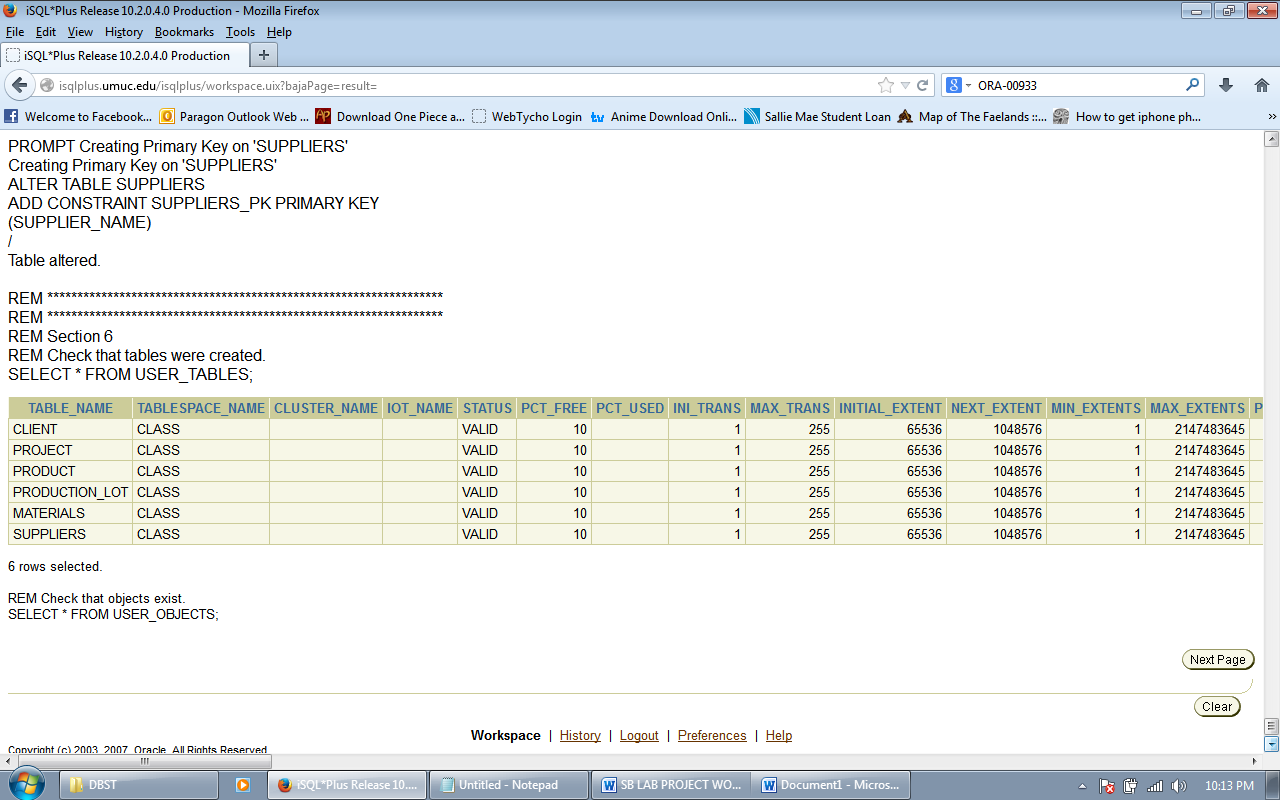 iSQL*Plus Release 10.2.0.4.0 Production - Mozilla Firefox
File Edit View History Bookmarks Tools Help
iSQL*Plus Release 10.2.0.4.0 Production +
isqlplus.umuc.edu/isqlplus/workspace.uix?bajaPage=result= ORA-00933
Welcome to Facebook... Paragon Outlook Web ... Download One Piece a... WebTycho Login Anime Download Onli... Sallie Mae Student Loan Map of The Faelands ::... How to get iphone ph... »
PROMPT Creating Primary Key on 'SUPPLIERS'
Creating Primary Key on 'SUPPLIERS'
ALTER TABLE SUPPLIERS
ADD CONSTRAINT SUPPLIERS_PK PRIMARY KEY
(SUPPLIER_NAME)
/
Table altered.
REM ******************************************************************
REM ******************************************************************
REM Section 6
REM Check that tables were created.
SELECT * FROM USER_TABLES;
TABLE_NAME TABLESPACE_NAME CLUSTER_NAME IOT_NAME STATUS PCT_FREE PCT_USED INI_TRANS MAX_TRANS INITIAL_EXTENT NEXT_EXTENT MIN_EXTENTS MAX_EXTENTS P
CLIENT CLASS VALID 10 1 255 65536 1048576 1 2147483645
PROJECT CLASS VALID 10 1 255 65536 1048576 1 2147483645
PRODUCT CLASS VALID 10 1 255 65536 1048576 1 2147483645
PRODUCTION_LOT CLASS VALID 10 1 255 65536 1048576 1 2147483645
MATERIALS CLASS VALID 10 1 255 65536 1048576 1 2147483645
SUPPLIERS CLASS VALID 10 1 255 65536 1048576 1 2147483645
6 rows selected.
REM Check that objects exist.
SELECT * FROM USER_OBJECTS;
Next Page
Clear
Workspace | History | Logout | Preferences | Help
Copyright (c) 2003, 2007, Oracle. All Rights Reserved.
DBST iSQL*Plus Release 10.... Untitled - Notepad SB LAB PROJECT WO... Document1 - Micros... 10:13 PM